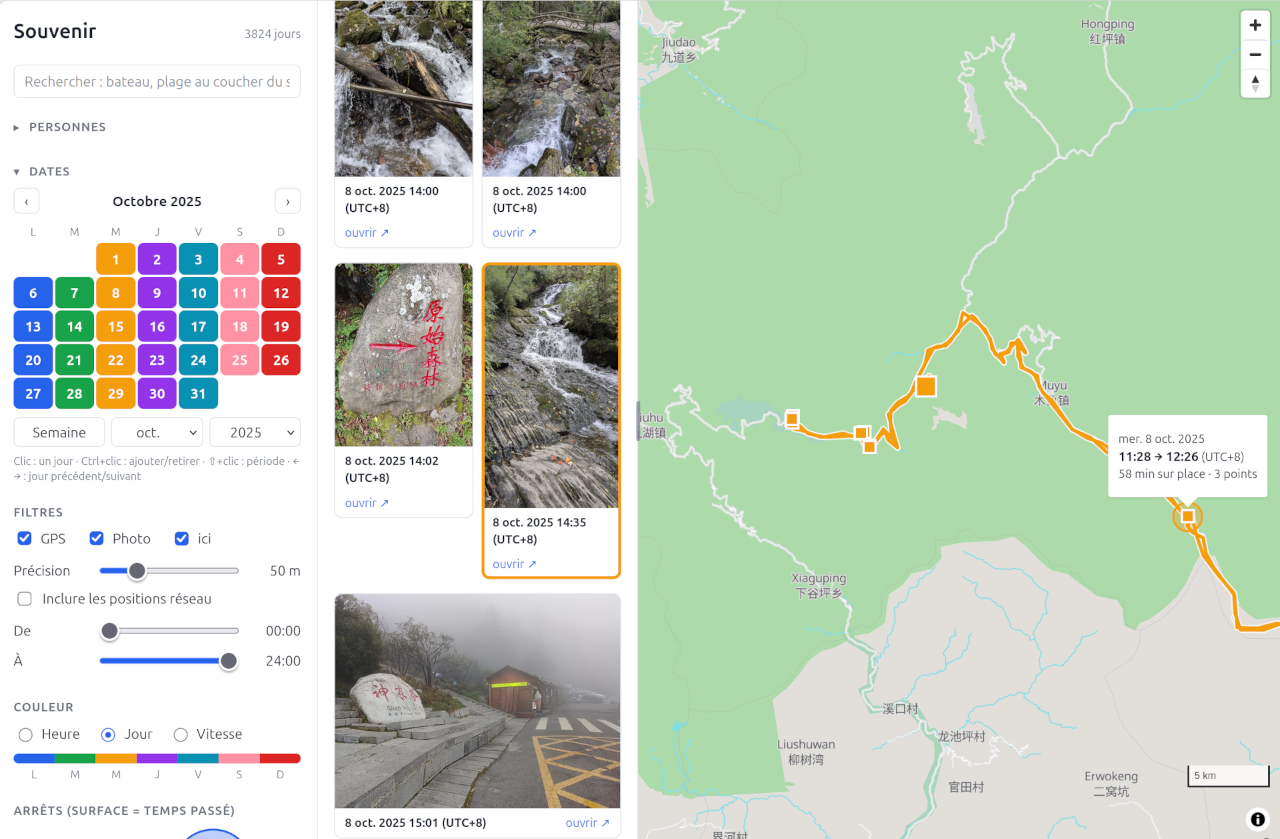 Souvenir
3824 jours
Rechercher : bateau, plage au coucher du s
▸ PERSONNES
▾ DATES
‹ Octobre 2025 ›
L M M J V S D
1 2 3 4 5
6 7 8 9 10 11 12
13 14 15 16 17 18 19
20 21 22 23 24 25 26
27 28 29 30 31
Semaine oct. 2025
Clic : un jour · Ctrl+clic : ajouter/retirer · ⇧+clic : période · ←
→ : jour précédent/suivant
FILTRES
GPS Photo ici
Précision 50 m
Inclure les positions réseau
De 00:00
À 24:00
COULEUR
Heure Jour Vitesse
L M M J V S D
ARRÊTS (SURFACE = TEMPS PASSÉ)
8 oct. 2025 14:00
(UTC+8)
ouvrir ↗
8 oct. 2025 14:00
(UTC+8)
ouvrir ↗
原始森林
8 oct. 2025 14:02
(UTC+8)
ouvrir ↗
8 oct. 2025 14:35
(UTC+8)
ouvrir ↗
8 oct. 2025 15:01 (UTC+8)
ouvrir ↗
Jiudao
九道乡
Hongping
红坪镇
Muyu
mer. 8 oct. 2025
11:28 → 12:26 (UTC+8)
58 min sur place · 3 points
Xiaguping
下谷坪乡
溪口村
龙池坪村
Liushuwan
柳树湾
官田村
Erwokeng
二窝坑
界河村
5 km